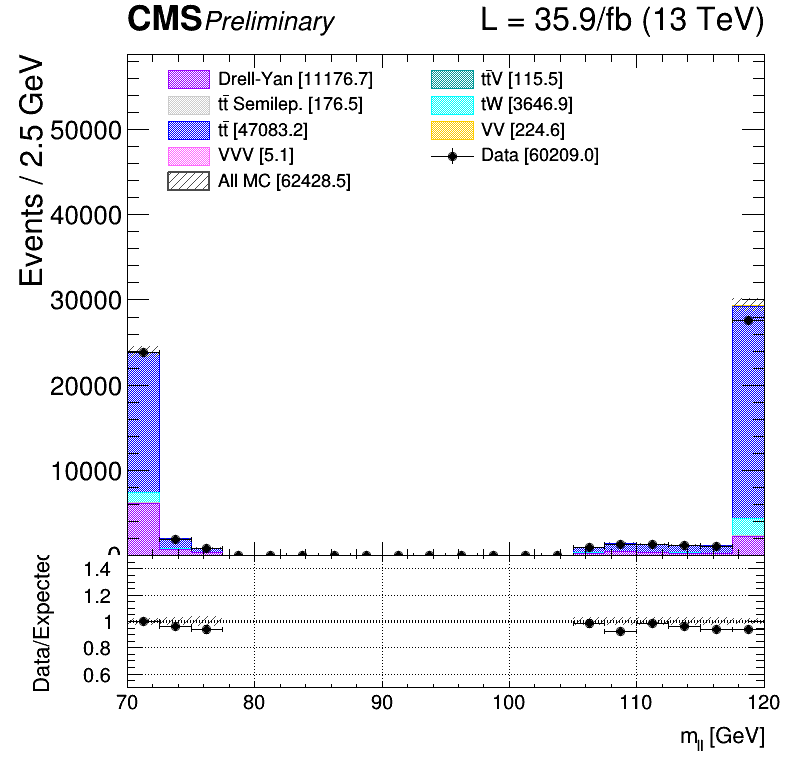 CMS Preliminary L = 35.9/fb (13 TeV)
Events / 2.5 GeV
Drell-Yan [11176.7]
tt̄ Semilep. [176.5]
tt̄ [47083.2]
VVV [5.1]
All MC [62428.5]
tt̄V [115.5]
tW [3646.9]
VV [224.6]
Data [60209.0]
50000
40000
30000
20000
10000
0
Data/Expected
1.4
1.2
1
0.8
0.6
70 80 90 100 110 120
m_ll [GeV]